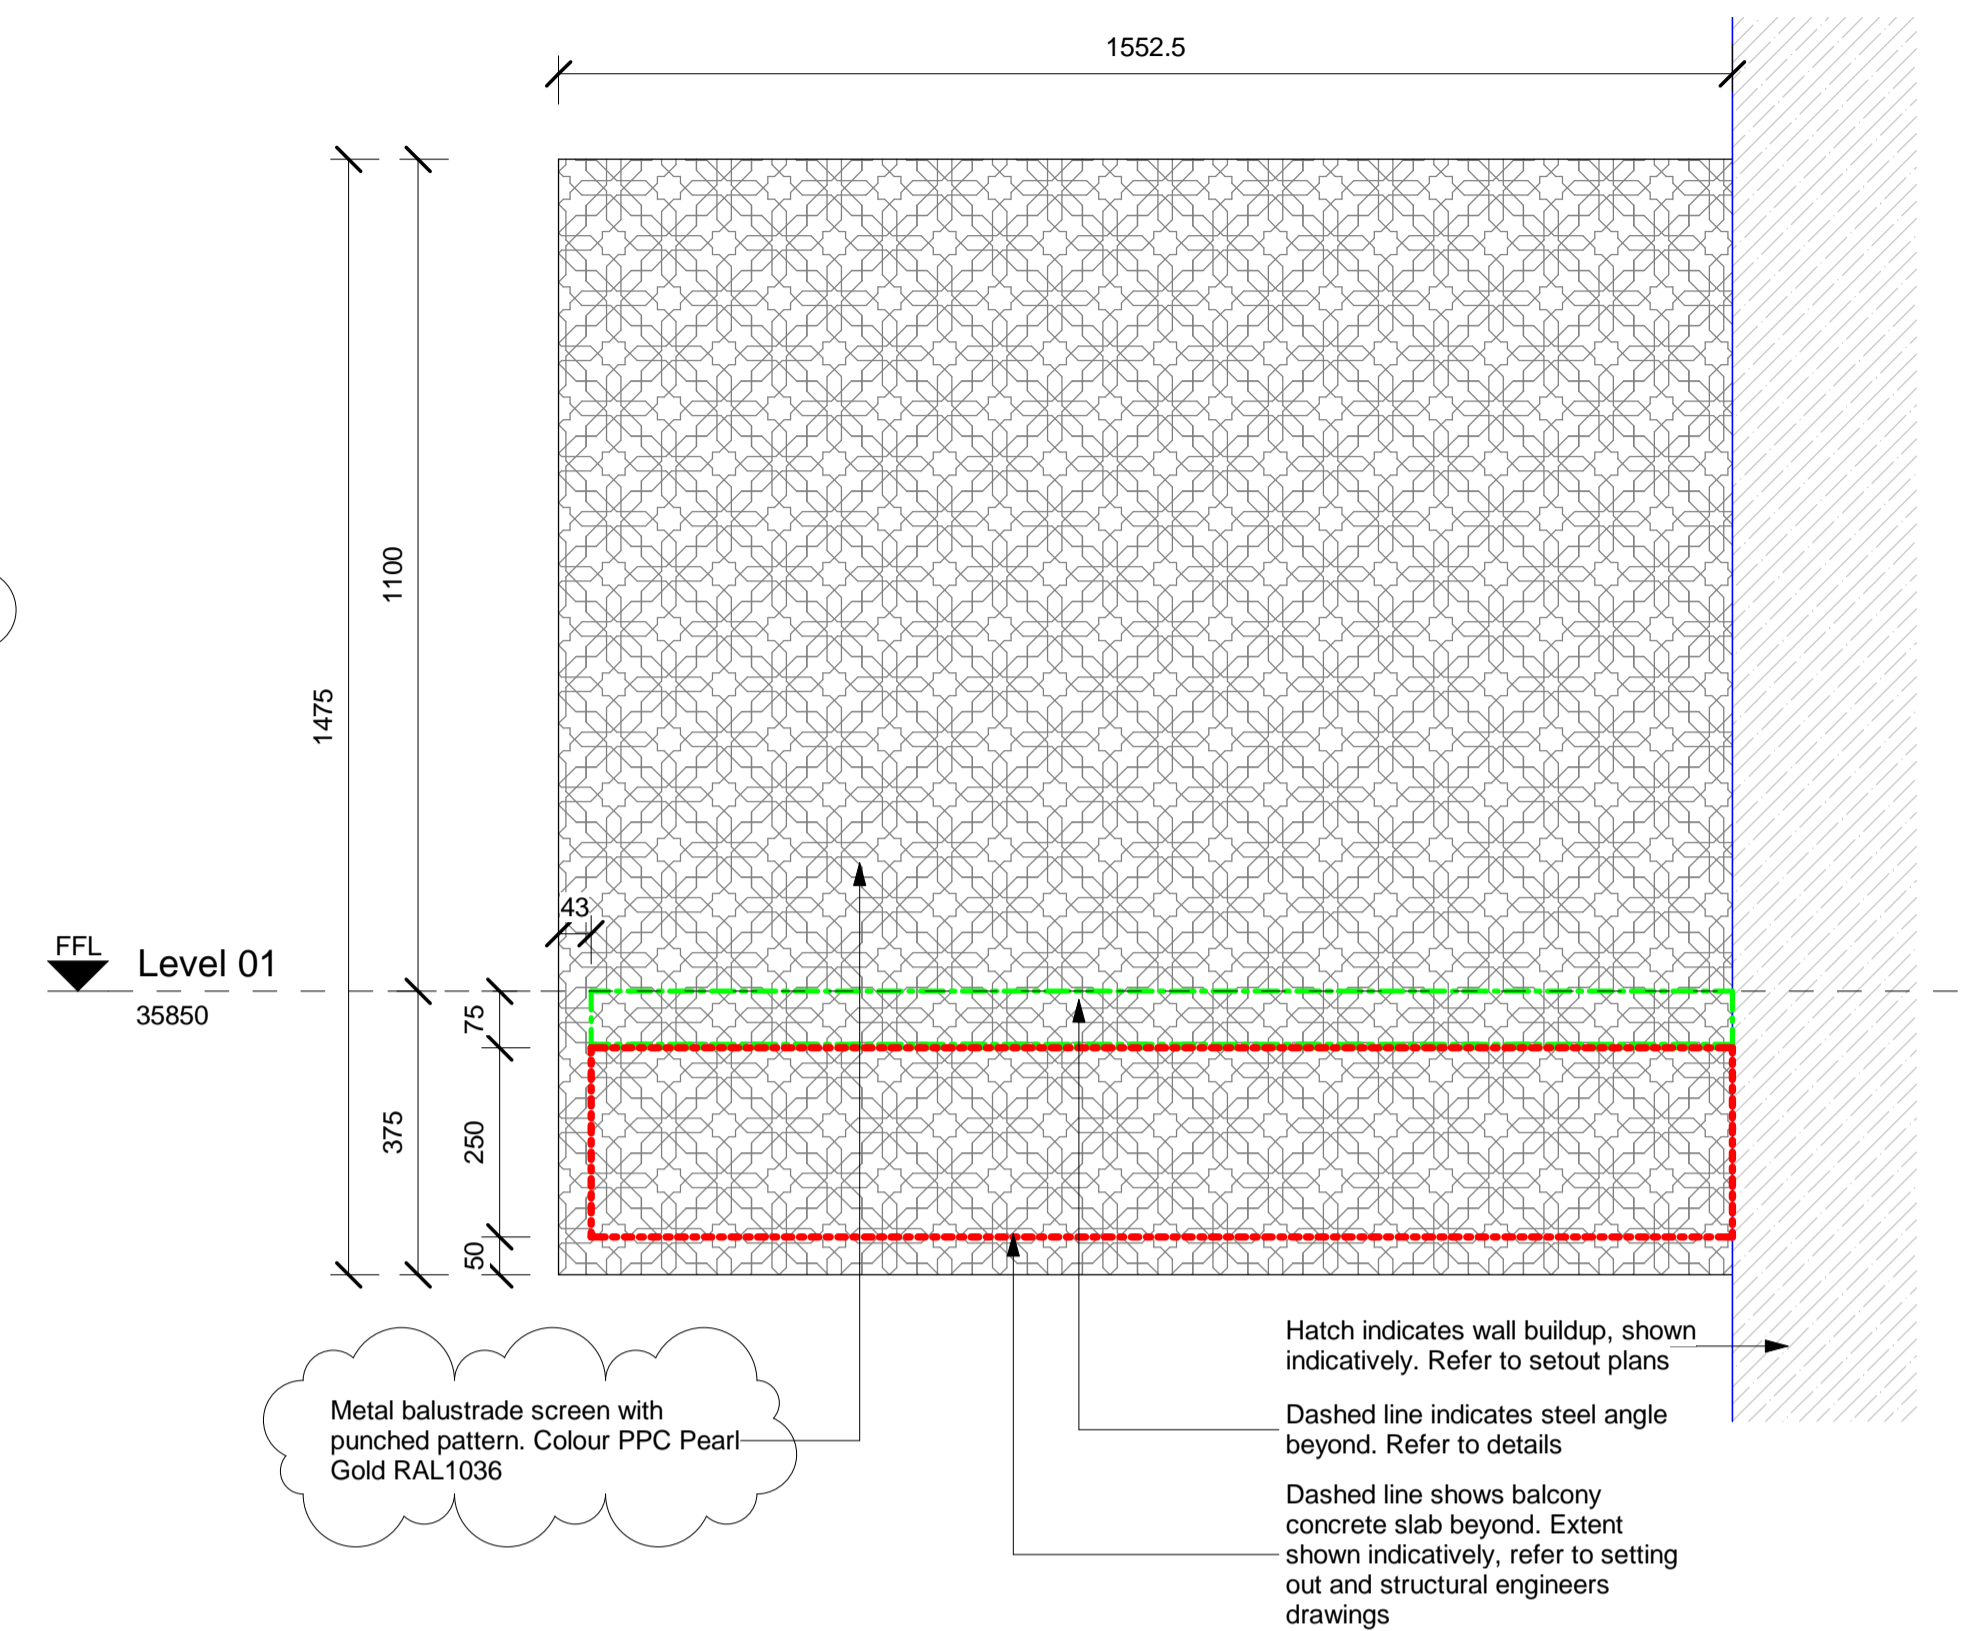 1552.5
1100
1475
43
FFL
Level 01
35850
75
375
250
50
Metal balustrade screen with
punched pattern. Colour PPC Pearl
Gold RAL1036
Hatch indicates wall buildup, shown
indicatively. Refer to setout plans
Dashed line indicates steel angle
beyond. Refer to details
Dashed line shows balcony
concrete slab beyond. Extent
shown indicatively, refer to setting
out and structural engineers
drawings